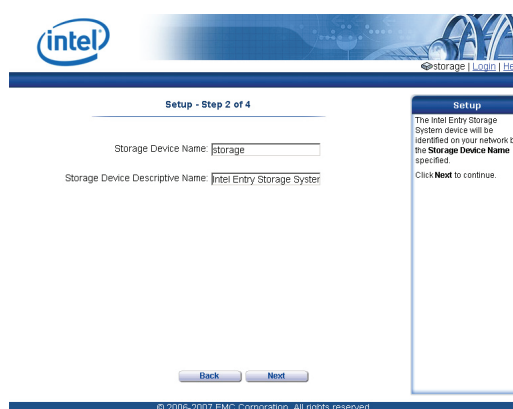 intel
storage | Login | He
Setup - Step 2 of 4
Storage Device Name: storage
Storage Device Descriptive Name: Intel Entry Storage System
Back Next
Setup
The Intel Entry Storage
System device will be
identified on your network b
the Storage Device Name
specified.
Click Next to continue.
© 2006-2007 EMC Corporation. All rights reserved.